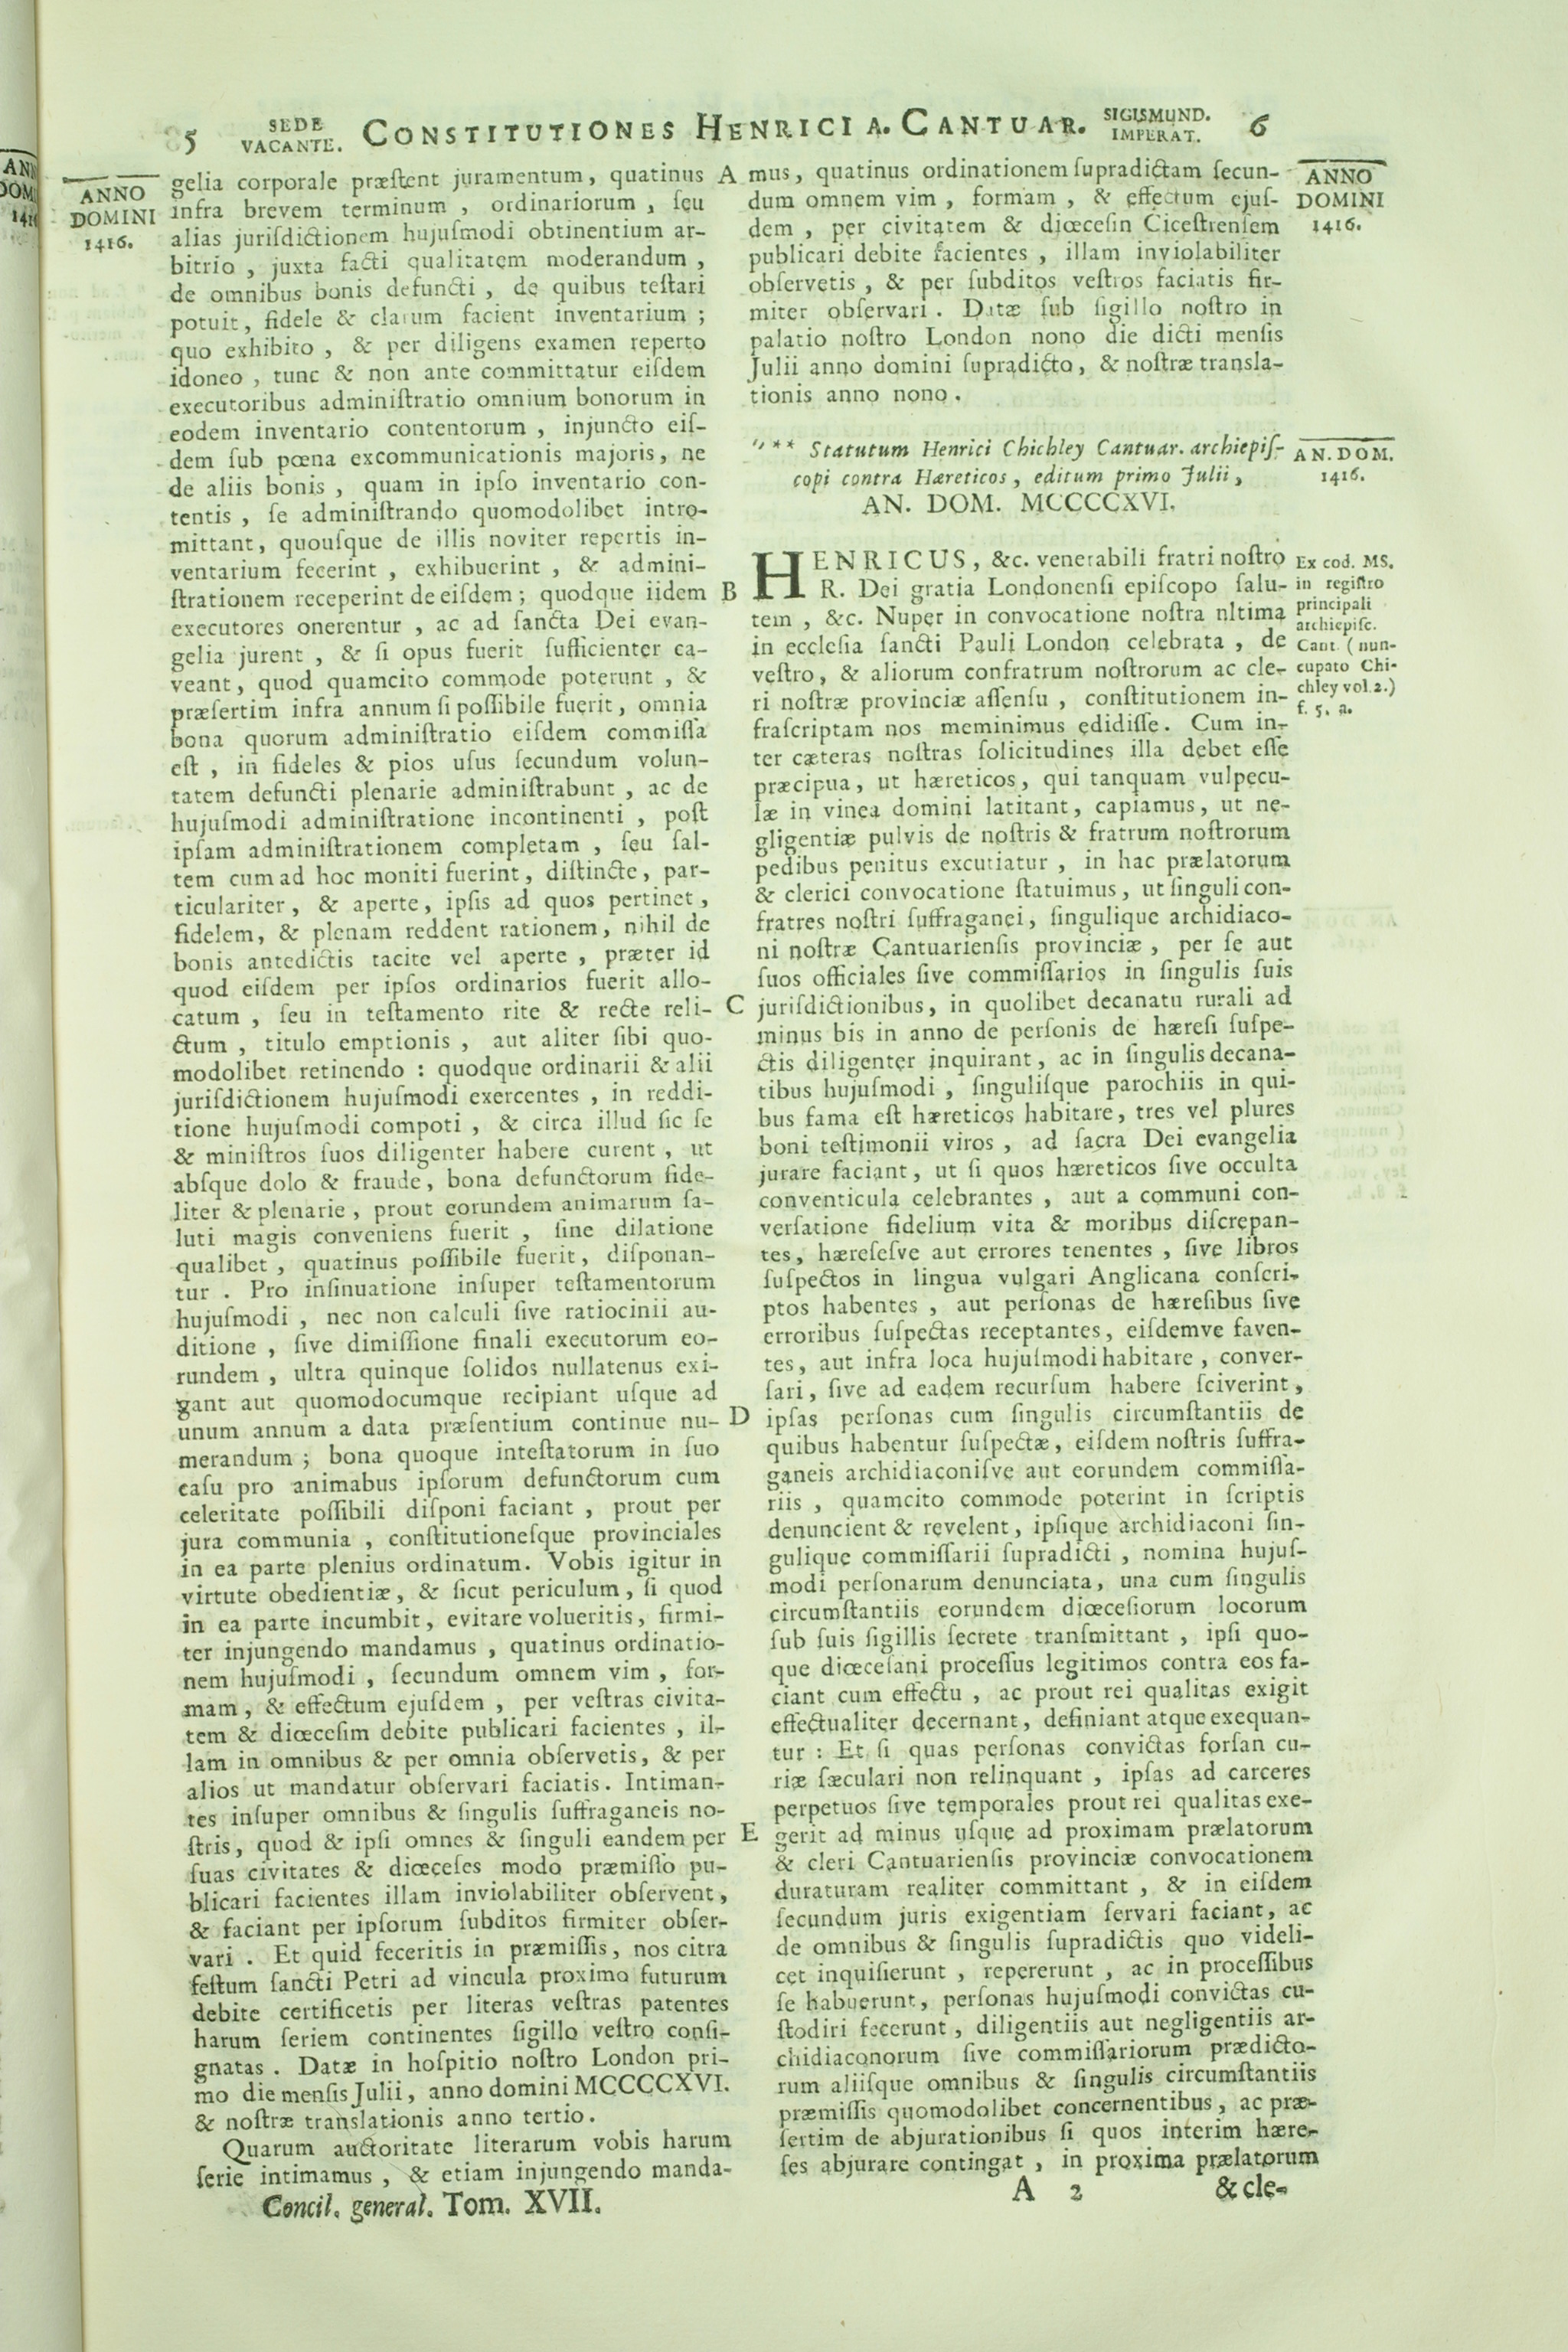 5 SEDE VACANTE. CONSTITUTIONES HENRICI A. CANTUAR. SIGISMUND. IMPERAT. 6
ANNO
DOMINI
1416.
gelia corporale præſtent juramentum, quatinus
infra brevem terminum, ordinariorum, ſeu
alias juriſdictionem hujuſmodi obtinentium ar-
bitrio, juxta facti qualitatem moderandum,
de omnibus bonis defuncti, de quibus teſtari
potuit, fidele & clarum facient inventarium;
quo exhibito, & per diligens examen reperto
idoneo, tunc & non ante committatur eiſdem
executoribus adminiſtratio omnium bonorum in
eodem inventario contentorum, injuncto eiſ-
dem ſub pœna excommunicationis majoris, ne
de aliis bonis, quam in ipſo inventario con-
tentis, ſe adminiſtrando quomodolibet intro-
mittant, quouſque de illis noviter repertis in-
ventarium fecerint, exhibuerint, & admini-
ſtrationem receperint de eiſdem; quodque iidem
executores onerentur, ac ad ſancta Dei evan-
gelia jurent, & ſi opus fuerit ſufficienter ca-
veant, quod quamcito commode poterunt, &
præſertim infra annum ſi poſſibile fuerit, omnia
bona quorum adminiſtratio eiſdem commiſſa
eſt, in fideles & pios uſus ſecundum volun-
tatem defuncti plenarie adminiſtrabunt, ac de
hujuſmodi adminiſtratione incontinenti, poſt
ipſam adminiſtrationem completam, ſeu ſal-
tem cum ad hoc moniti fuerint, diſtincte, par-
ticulariter, & aperte, ipſis ad quos pertinet,
fidelem, & plenam reddent rationem, nihil de
bonis antedictis tacite vel aperte, præter id
quod eiſdem per ipſos ordinarios fuerit allo-
catum, ſeu in teſtamento rite & recte reli-
ctum, titulo emptionis, aut aliter ſibi quo-
modolibet retinendo: quodque ordinarii & alii
juriſdictionem hujuſmodi exercentes, in reddi-
tione hujuſmodi compoti, & circa illud ſic ſe
& miniſtros ſuos diligenter habere curent, ut
abſque dolo & fraude, bona defunctorum fide-
liter & plenarie, prout eorundem animarum ſa-
luti magis conveniens fuerit, ſine dilatione
qualibet, quatinus poſſibile fuerit, diſponan-
tur. Pro inſinuatione inſuper teſtamentorum
hujuſmodi, nec non calculi ſive ratiocinii au-
ditione, ſive dimiſſione finali executorum eo-
rundem, ultra quinque ſolidos nullatenus exi-
gant aut quomodocumque recipiant uſque ad
unum annum a data præſentium continue nu-
merandum; bona quoque inteſtatorum in ſuo
caſu pro animabus ipſorum defunctorum cum
celeritate poſſibili diſponi faciant, prout per
jura communia, conſtitutioneſque provinciales
in ea parte plenius ordinatum. Vobis igitur in
virtute obedientiæ, & ſicut periculum, ſi quod
in ea parte incumbit, evitare volueritis, firmi-
ter injungendo mandamus, quatinus ordinatio-
nem hujuſmodi, ſecundum omnem vim, for-
mam, & effectum ejuſdem, per veſtras civita-
tem & diœceſim debite publicari facientes, il-
lam in omnibus & per omnia obſervetis, & per
alios ut mandatur obſervari faciatis. Intiman-
tes inſuper omnibus & ſingulis ſuffraganeis no-
ſtris, quod & ipſi omnes & ſinguli eandem per
ſuas civitates & diœceſes modo præmiſſo pu-
blicari facientes illam inviolabiliter obſervent,
& faciant per ipſorum ſubditos firmiter obſer-
vari. Et quid feceritis in præmiſſis, nos citra
feſtum ſancti Petri ad vincula proximo futurum
debite certificetis per literas veſtras patentes
harum ſeriem continentes ſigillo veſtro conſi-
gnatas. Datæ in hoſpitio noſtro London pri-
mo die menſis Julii, anno domini MCCCCXVI.
& noſtræ translationis anno tertio.
Quarum auctoritate literarum vobis harum
ſerie intimamus, & etiam injungendo manda-
Concil. general. Tom. XVII.
A
B
C
D
E
mus, quatinus ordinationem ſupradictam ſecun-
dum omnem vim, formam, & effectum ejuſ-
dem, per civitatem & diœceſin Ciceſtrenſem
publicari debite facientes, illam inviolabiliter
obſervetis, & per ſubditos veſtros faciatis fir-
miter obſervari. Datæ ſub ſigillo noſtro in
palatio noſtro London nono die dicti menſis
Julii anno domini ſupradicto, & noſtræ transla-
tionis anno nono.
ANNO
DOMINI
1416.
" ** Statutum Henrici Chichley Cantuar. archiepiſ-
copi contra Hæreticos, editum primo Julii,
AN. DOM. MCCCCXVI.
AN. DOM.
1416.
HENRICUS, &c. venerabili fratri noſtro
R. Dei gratia Londonenſi epiſcopo ſalu-
tem, &c. Nuper in convocatione noſtra nltima
in eccleſia ſancti Pauli London celebrata, de
veſtro, & aliorum confratrum noſtrorum ac cle-
ri noſtræ provinciæ aſſenſu, conſtitutionem in-
fraſcriptam nos meminimus edidiſſe. Cum in-
ter cæteras noſtras ſolicitudines illa debet eſſe
præcipua, ut hæreticos, qui tanquam vulpecu-
læ in vinea domini latitant, capiamus, ut ne-
gligentiæ pulvis de noſtris & fratrum noſtrorum
pedibus penitus excutiatur, in hac prælatorum
& clerici convocatione ſtatuimus, ut ſinguli con-
fratres noſtri ſuffraganei, ſingulique archidiaco-
ni noſtræ Cantuarienſis provinciæ, per ſe aut
ſuos officiales ſive commiſſarios in ſingulis ſuis
juriſdictionibus, in quolibet decanatu rurali ad
minus bis in anno de perſonis de hæreſi ſuſpe-
ctis diligenter inquirant, ac in ſingulis decana-
tibus hujuſmodi, ſinguliſque parochiis in qui-
bus fama eſt hæreticos habitare, tres vel plures
boni teſtimonii viros, ad ſacra Dei evangelia
jurare faciant, ut ſi quos hæreticos ſive occulta
conventicula celebrantes, aut a communi con-
verſatione fidelium vita & moribus diſcrepan-
tes, hæreſeſve aut errores tenentes, ſive libros
ſuſpectos in lingua vulgari Anglicana conſcri-
ptos habentes, aut perſonas de hæreſibus ſive
erroribus ſuſpectas receptantes, eiſdemve faven-
tes, aut infra loca hujuſmodi habitare, conver-
ſari, ſive ad eadem recurſum habere ſciverint,
ipſas perſonas cum ſingulis circumſtantiis de
quibus habentur ſuſpectæ, eiſdem noſtris ſuffra-
ganeis archidiaconiſve aut eorundem commiſſa-
riis, quamcito commode poterint in ſcriptis
denuncient & revelent, ipſique archidiaconi ſin-
gulique commiſſarii ſupradicti, nomina hujuſ-
modi perſonarum denunciata, una cum ſingulis
circumſtantiis eorundem diœceſiorum locorum
ſub ſuis ſigillis ſecrete tranſmittant, ipſi quo-
que diœceſani proceſſus legitimos contra eos fa-
ciant cum effectu, ac prout rei qualitas exigit
effectualiter decernant, definiant atque exequan-
tur: Et ſi quas perſonas convictas forſan cu-
riæ ſæculari non relinquant, ipſas ad carceres
perpetuos ſive temporales prout rei qualitas exe-
gerit ad minus uſque ad proximam prælatorum
& cleri Cantuarienſis provinciæ convocationem
duraturam realiter committant, & in eiſdem
ſecundum juris exigentiam ſervari faciant, ac
de omnibus & ſingulis ſupradictis quo videli-
cet inquiſierunt, repererunt, ac in proceſſibus
ſe habuerunt, perſonas hujuſmodi convictas cu-
ſtodiri fecerunt, diligentiis aut negligentiis ar-
chidiaconorum ſive commiſſariorum prædicto-
rum aliiſque omnibus & ſingulis circumſtantiis
præmiſſis quomodolibet concernentibus, ac præ-
ſertim de abjurationibus ſi quos interim hære-
ſes abjurare contingat, in proxima prælatorum
A 2 & cle-
Ex cod. MS.
in regiſtro
principali
archiepiſc.
Cant. (nun-
cupato Chi-
chley vol 2.)
f. 5. a.